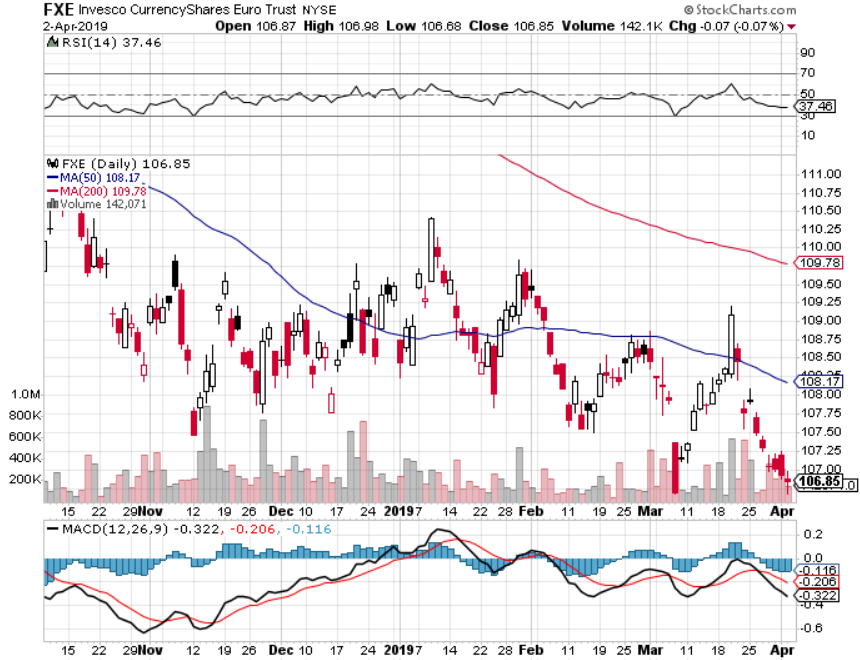 FXE Invesco CurrencyShares Euro Trust NYSE © StockCharts.com
2-Apr-2019 Open 106.87 High 106.98 Low 106.68 Close 106.85 Volume 142.1K Chg -0.07 (-0.07%)
RSI(14) 37.46
90
70
50
37.46
30
10
FXE (Daily) 106.85
MA(50) 108.17
MA(200) 109.78
Volume 142,071
111.00
110.75
110.50
110.25
110.00
109.78
109.50
109.25
109.00
108.75
108.50
108.17
108.00
107.75
107.50
107.25
107.00
106.85
1.0M
800K
600K
400K
200K
15 22 29 Nov 12 19 26 Dec 10 17 24 2019 7 14 22 28 Feb 11 19 25 Mar 11 18 25 Apr
MACD(12,26,9) -0.322, -0.206, -0.116
0.2
0.0
-0.116
-0.206
-0.322
-0.4
-0.6
15 22 29 Nov 12 19 26 Dec 10 17 24 2019 7 14 22 28 Feb 11 19 25 Mar 11 18 25 Apr